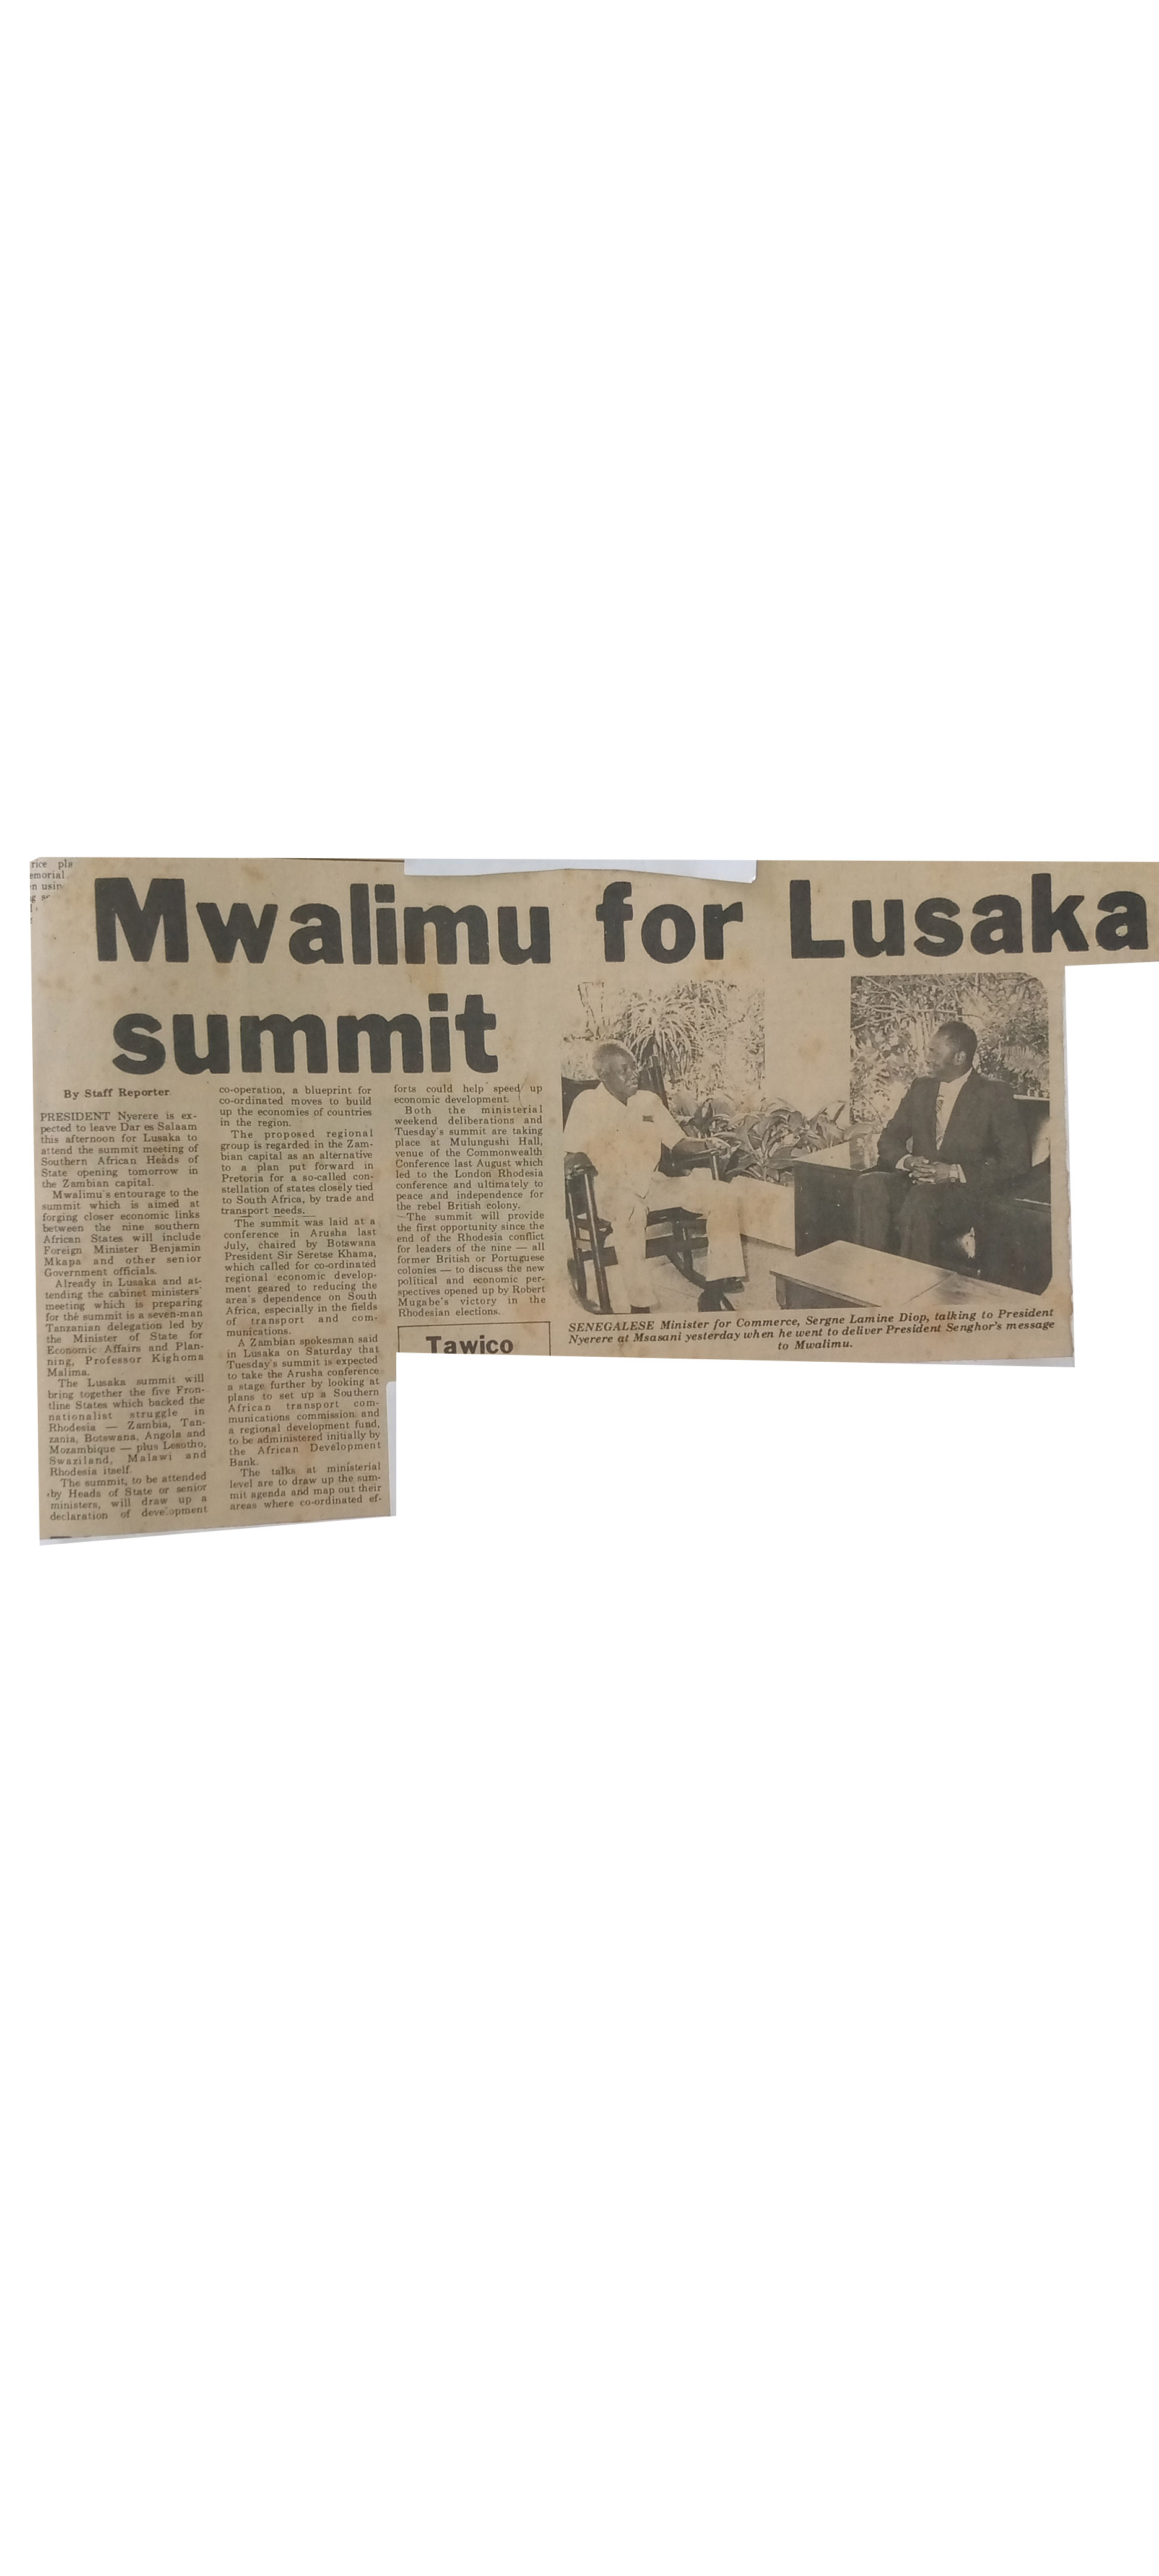 rice pla
emorial
n usin
Mwalimu for Lusaka
summit
By Staff Reporter
PRESIDENT Nyerere is ex-
pected to leave Dar es Salaam
this afternoon for Lusaka to
attend the summit meeting of
Southern African Heads of
State opening tomorrow in
the Zambian capital.
Mwalimu's entourage to the
summit which is aimed at
forging closer economic links
between the nine southern
African States will include
Foreign Minister Benjamin
Mkapa and other senior
Government officials.
Already in Lusaka and at-
tending the cabinet ministers'
meeting which is preparing
for the summit is a seven-man
Tanzanian delegation led by
the Minister of State for
Economic Affairs and Plan-
ning, Professor Kighoma
Malima.
The Lusaka summit will
bring together the five Fron-
tline States which backed the
nationalist struggle in
Rhodesia — Zambia, Tan-
zania, Botswana, Angola and
Mozambique — plus Lesotho,
Swaziland, Malawi and
Rhodesia itself.
The summit, to be attended
by Heads of State or senior
ministers, will draw up a
declaration of development
co-operation, a blueprint for
co-ordinated moves to build
up the economies of countries
in the region.
The proposed regional
group is regarded in the Zam-
bian capital as an alternative
to a plan put forward in
Pretoria for a so-called con-
stellation of states closely tied
to South Africa, by trade and
transport needs.
The summit was laid at a
conference in Arusha last
July, chaired by Botswana
President Sir Seretse Khama,
which called for co-ordinated
regional economic develop-
ment geared to reducing the
area's dependence on South
Africa, especially in the fields
of transport and com-
munications.
A Zambian spokesman said
in Lusaka on Saturday that
Tuesday's summit is expected
to take the Arusha conference
a stage further by looking at
plans to set up a Southern
African transport com-
munications commission and
a regional development fund,
to be administered initially by
the African Development
Bank.
The talks at ministerial
level are to draw up the sum-
mit agenda and map out their
areas where co-ordinated ef-
forts could help speed up
economic development.
Both the ministerial
weekend deliberations and
Tuesday's summit are taking
place at Mulungushi Hall,
venue of the Commonwealth
Conference last August which
led to the London Rhodesia
conference and ultimately to
peace and independence for
the rebel British colony.
The summit will provide
the first opportunity since the
end of the Rhodesia conflict
for leaders of the nine — all
former British or Portuguese
colonies — to discuss the new
political and economic per-
spectives opened up by Robert
Mugabe's victory in the
Rhodesian elections.
Tawico
SENEGALESE Minister for Commerce, Sergne Lamine Diop, talking to President
Nyerere at Msasani yesterday when he went to deliver President Senghor's message
to Mwalimu.